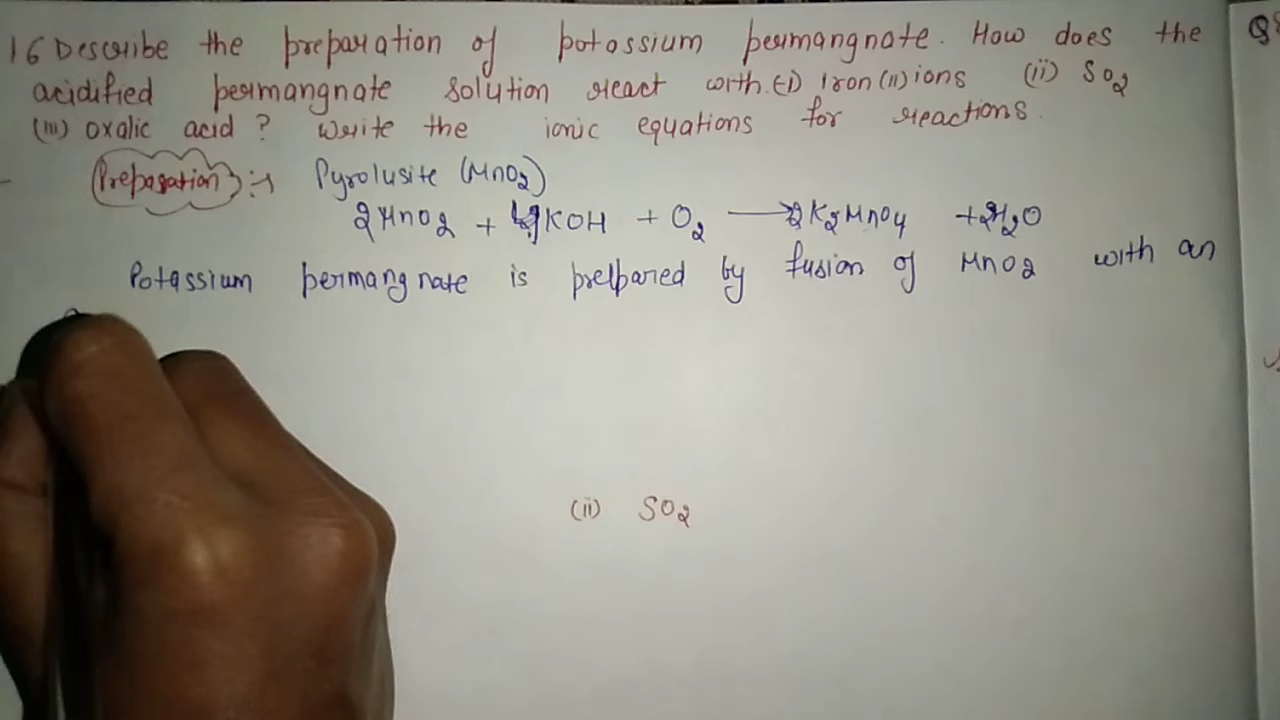 16 Describe the preparation of potossium permangnate. How does the
acidified permangnate solution react with (i) Iron (II) ions (ii) SO2
(iii) oxalic acid ? write the ionic equations for reactions.
(Preparation) :→ Pyrolusite (MnO2)
2MnO2 + 4KOH + O2 → 2K2MnO4 + 2H2O
Potassium permangnate is prelpared by fusion of MnO2 with an
(ii) SO2